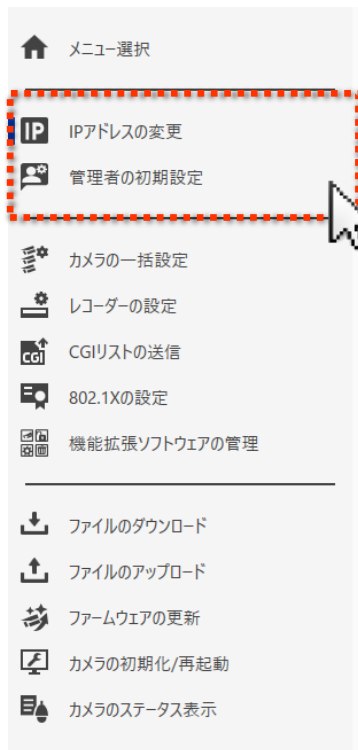 メニュー選択
IP IPアドレスの変更
管理者の初期設定
カメラの一括設定
レコーダーの設定
CGI CGIリストの送信
802.1Xの設定
機能拡張ソフトウェアの管理
ファイルのダウンロード
ファイルのアップロード
ファームウェアの更新
カメラの初期化/再起動
カメラのステータス表示